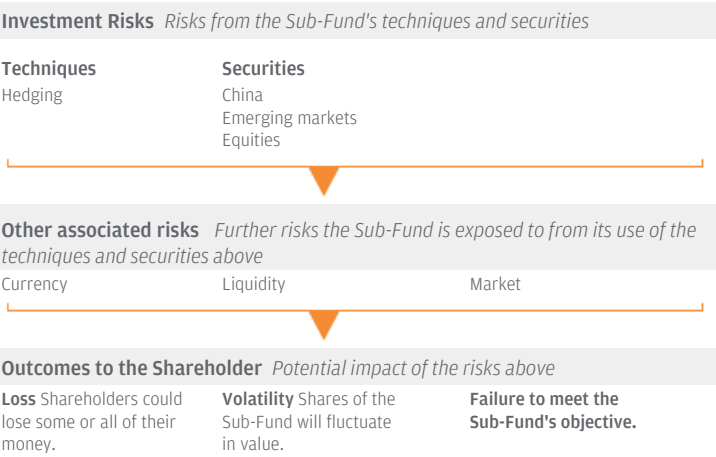 Investment Risks Risks from the Sub-Fund's techniques and securities
Techniques
Hedging
Securities
China
Emerging markets
Equities
Other associated risks Further risks the Sub-Fund is exposed to from its use of the
techniques and securities above
Currency Liquidity Market
Outcomes to the Shareholder Potential impact of the risks above
Loss Shareholders could
lose some or all of their
money.
Volatility Shares of the
Sub-Fund will fluctuate
in value.
Failure to meet the
Sub-Fund's objective.